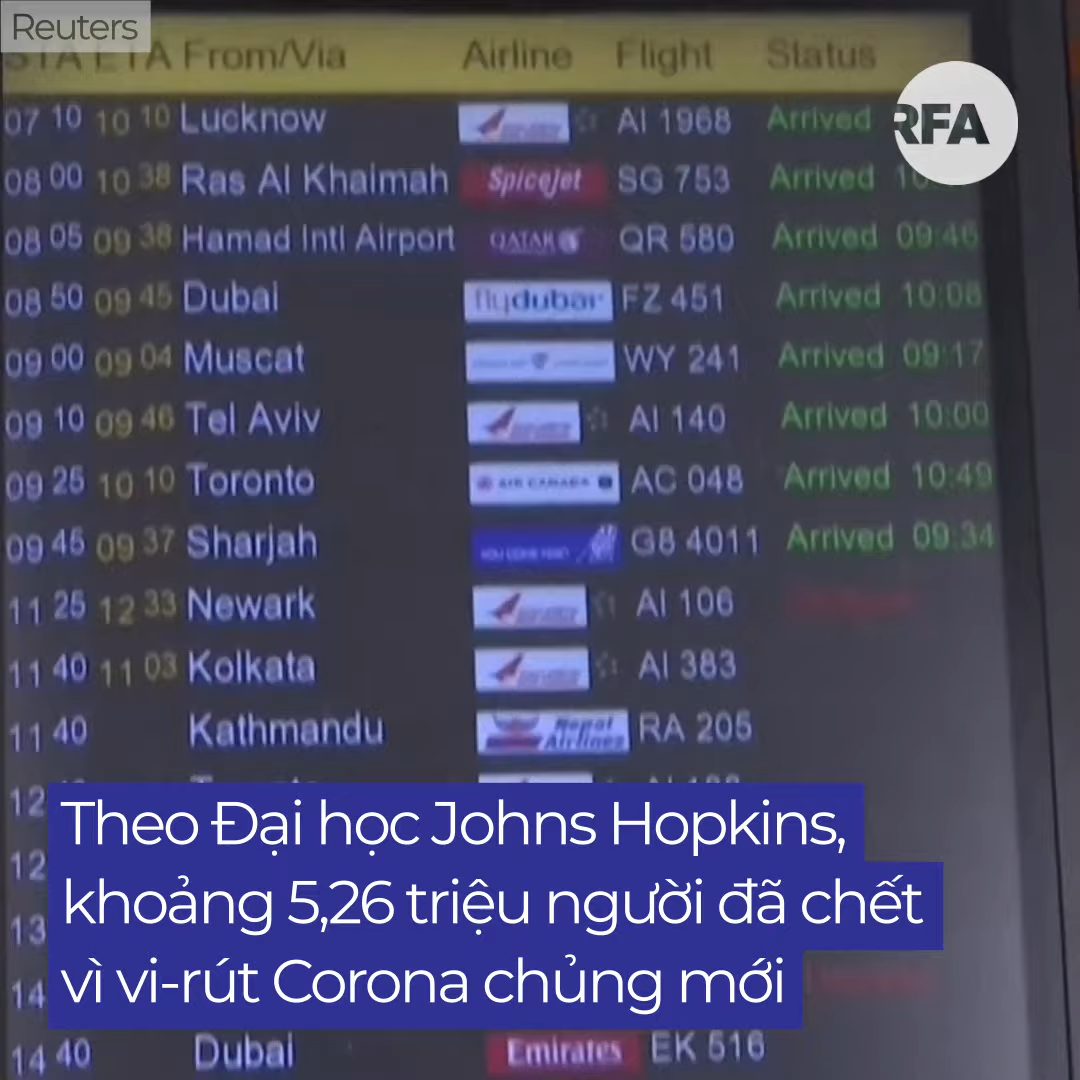 Reuters
STA ETA From/Via Airline Flight Status
RFA
07 10 10 10 Lucknow AI 1968 Arrived
08 00 10 38 Ras Al Khaimah SpiceJet SG 753 Arrived
08 05 09 38 Hamad Intl Airport QATAR QR 580 Arrived 09:46
08 50 09 45 Dubai flydubai FZ 451 Arrived 10:08
09 00 09 04 Muscat WY 241 Arrived 09:17
09 10 09 46 Tel Aviv AI 140 Arrived 10:00
09 25 10 10 Toronto AIR CANADA AC 048 Arrived 10:49
09 45 09 37 Sharjah G8 4011 Arrived 09:34
11 25 12 33 Newark AI 106
11 40 11 03 Kolkata AI 383
11 40 Kathmandu Nepal Airlines RA 205
12
12
13
14
Theo Đại học Johns Hopkins,
khoảng 5,26 triệu người đã chết
vì vi-rút Corona chủng mới
14 40 Dubai Emirates EK 516